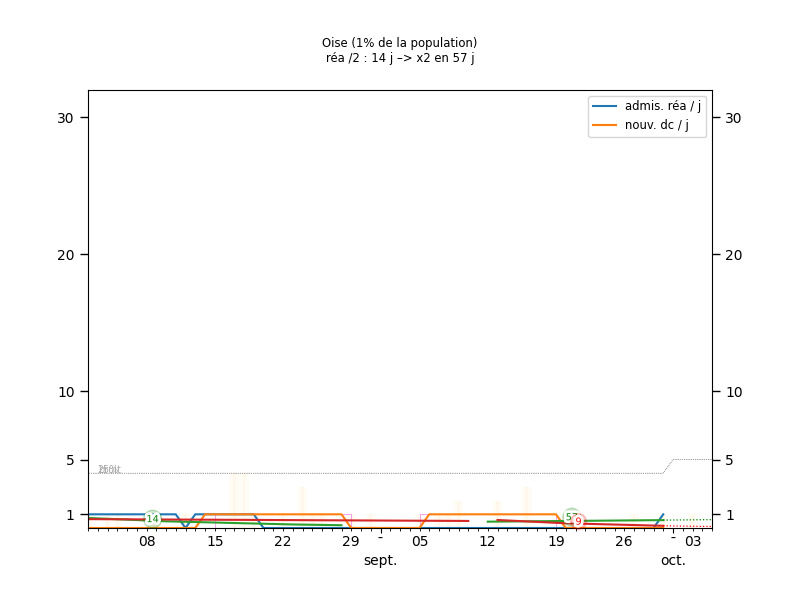 Oise (1% de la population)
réa /2 : 14 j –> x2 en 57 j
admis. réa / j
nouv. dc / j
30 30
20 20
10 10
5 5
1 1
14
9
08 15 22 29 - 05 12 19 26 - 03
sept. oct.